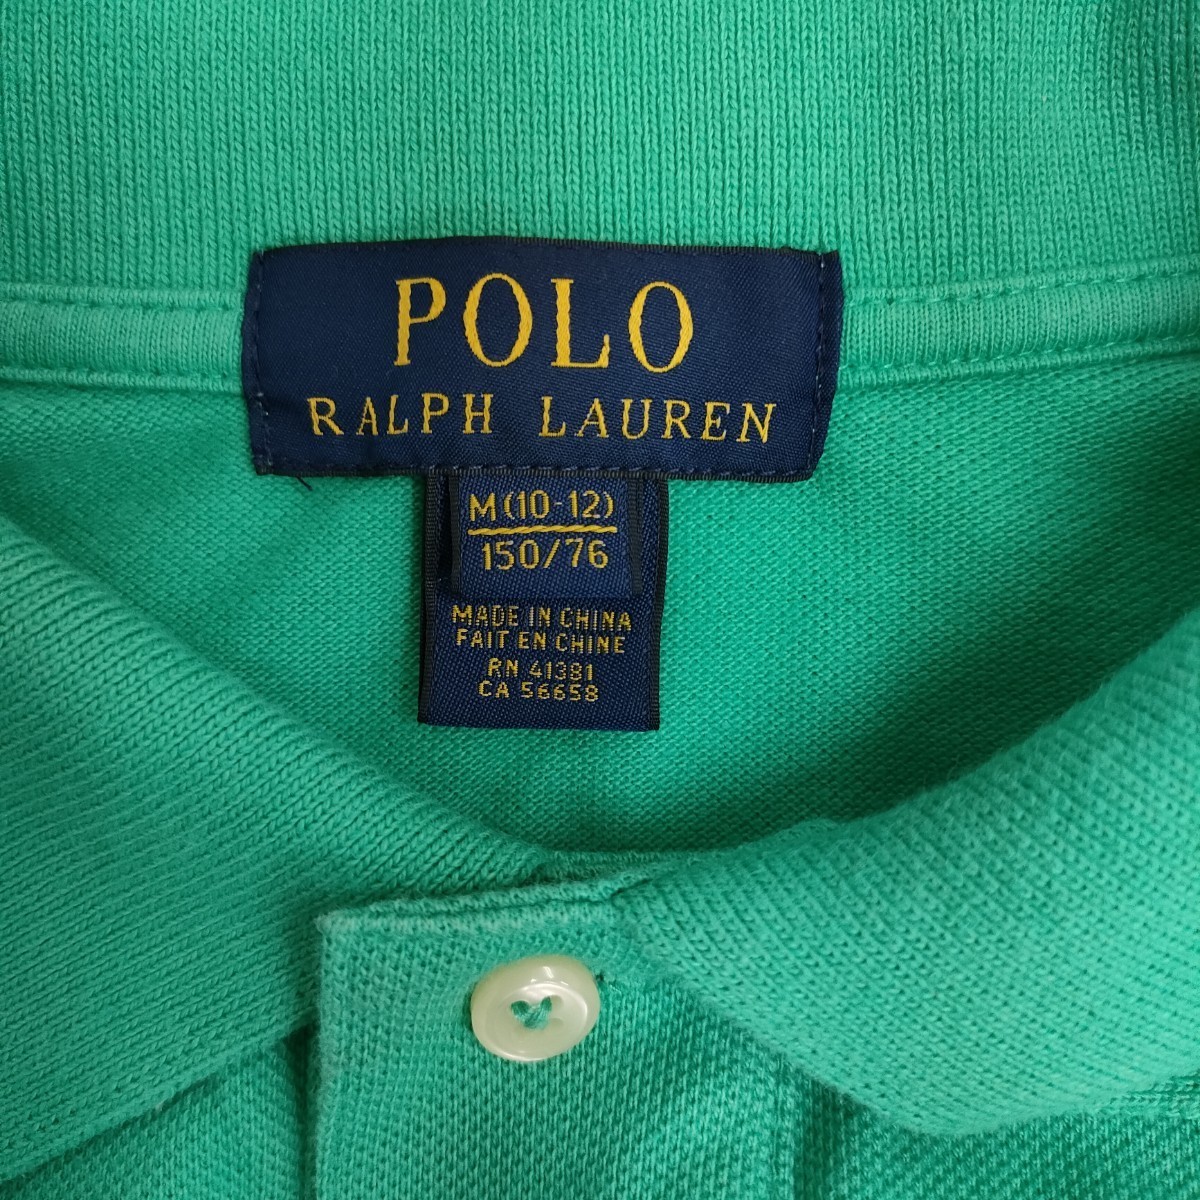 POLO
RALPH LAUREN
M(10-12)
150/76
MADE IN CHINA
FAIT EN CHINE
RN 41381
CA 56658